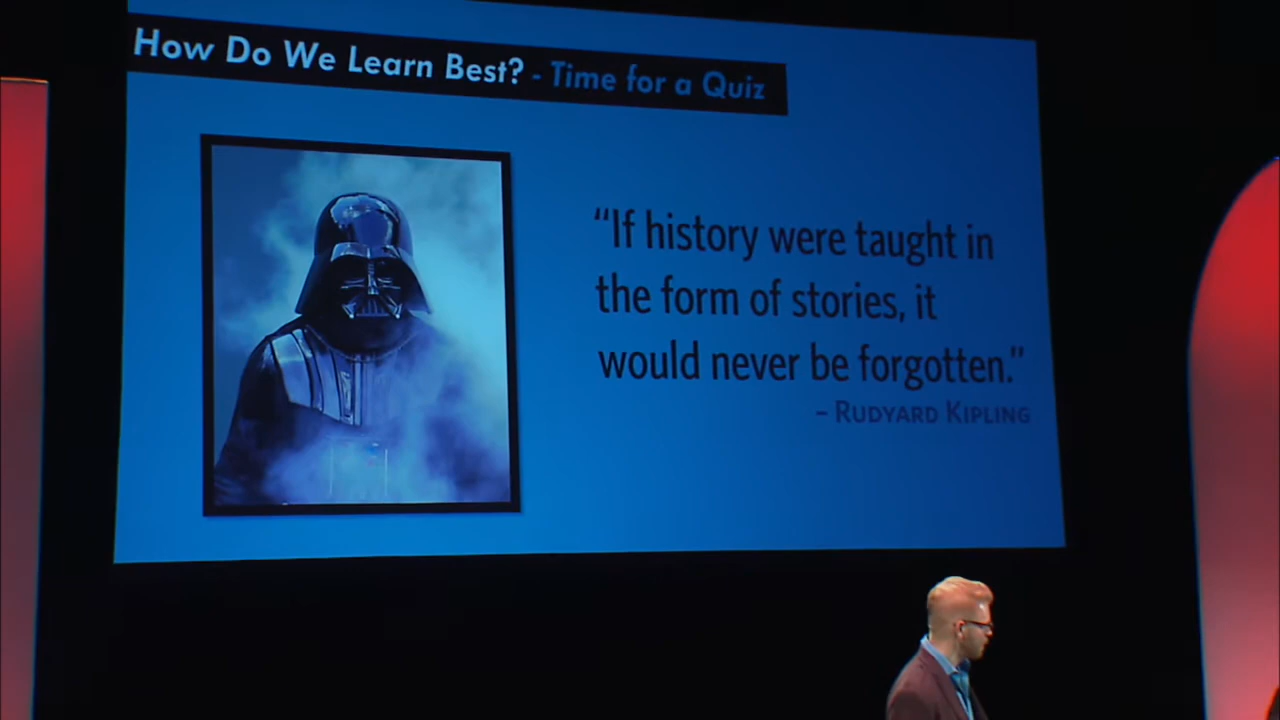 How Do We Learn Best? - Time for a Quiz
“If history were taught in
the form of stories, it
would never be forgotten.”
– RUDYARD KIPLING